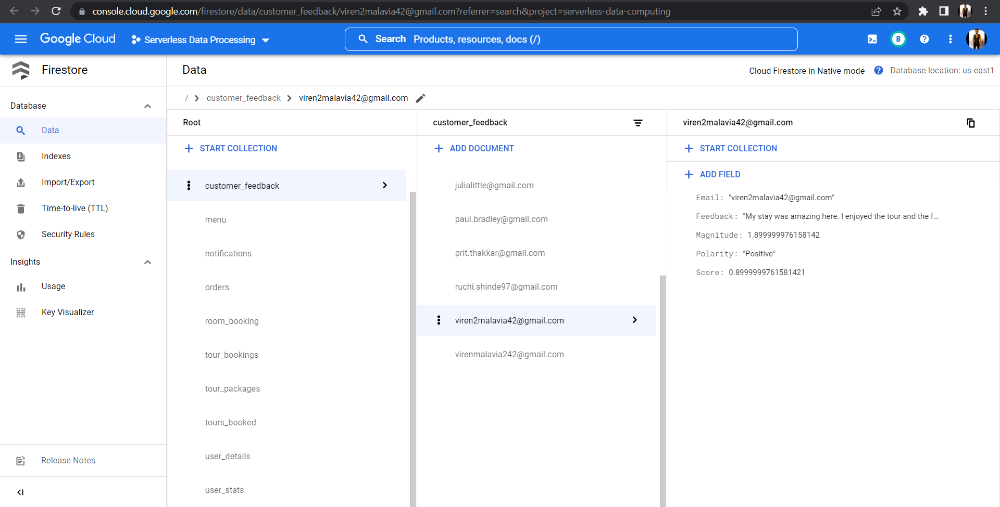 console.cloud.google.com/firestore/data/customer_feedback/viren2malavia42@gmail.com?referrer=search&project=serverless-data-computing
Google Cloud
Serverless Data Processing
Search Products, resources, docs (/)
8
Firestore
Data
Cloud Firestore in Native mode
Database location: us-east1
/ customer_feedback viren2malavia42@gmail.com
Database
Data
Indexes
Import/Export
Time-to-live (TTL)
Security Rules
Insights
Usage
Key Visualizer
Release Notes
Root
START COLLECTION
customer_feedback
menu
notifications
orders
room_booking
tour_bookings
tour_packages
tours_booked
user_details
user_stats
customer_feedback
ADD DOCUMENT
julialittle@gmail.com
paul.bradley@gmail.com
prit.thakkar@gmail.com
ruchi.shinde97@gmail.com
viren2malavia42@gmail.com
virenmalavia242@gmail.com
viren2malavia42@gmail.com
START COLLECTION
ADD FIELD
Email: "viren2malavia42@gmail.com"
Feedback: "My stay was amazing here. I enjoyed the tour and the f...
Magnitude: 1.899999976158142
Polarity: "Positive"
Score: 0.8999999761581421